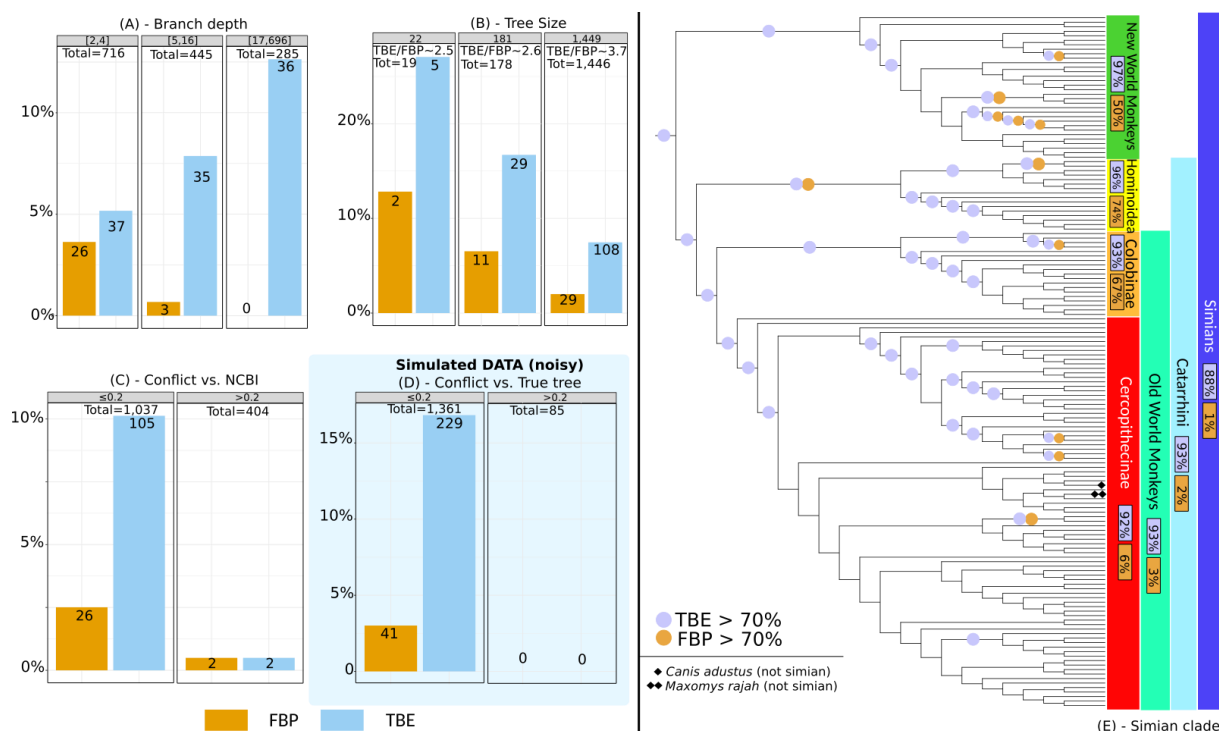 (A) - Branch depth
[2,4]
[5,16]
[17,696]
Total=716
Total=445
Total=285
10%
5%
0%
26
37
3
35
0
36
(B) - Tree Size
22
181
1,449
TBE/FBP~2.5
TBE/FBP~2.6
TBE/FBP~3.7
Tot=19
Tot=178
Tot=1,446
20%
10%
0%
2
5
11
29
29
108
(C) - Conflict vs. NCBI
≤0.2
>0.2
Total=1,037
Total=404
10%
5%
0%
26
105
2
2
Simulated DATA (noisy)
(D) - Conflict vs. True tree
≤0.2
>0.2
Total=1,361
Total=85
15%
10%
5%
0
41
229
0
0
FBP
TBE
New World Monkeys
97%
50%
Hominoidea
96%
74%
Colobinae
93%
67%
Cercopithecinae
92%
6%
Old World Monkeys
93%
3%
Catarrhini
93%
2%
Simians
88%
1%
TBE > 70%
FBP > 70%
Canis adustus (not simian)
Maxomys rajah (not simian)
(E) - Simian clade